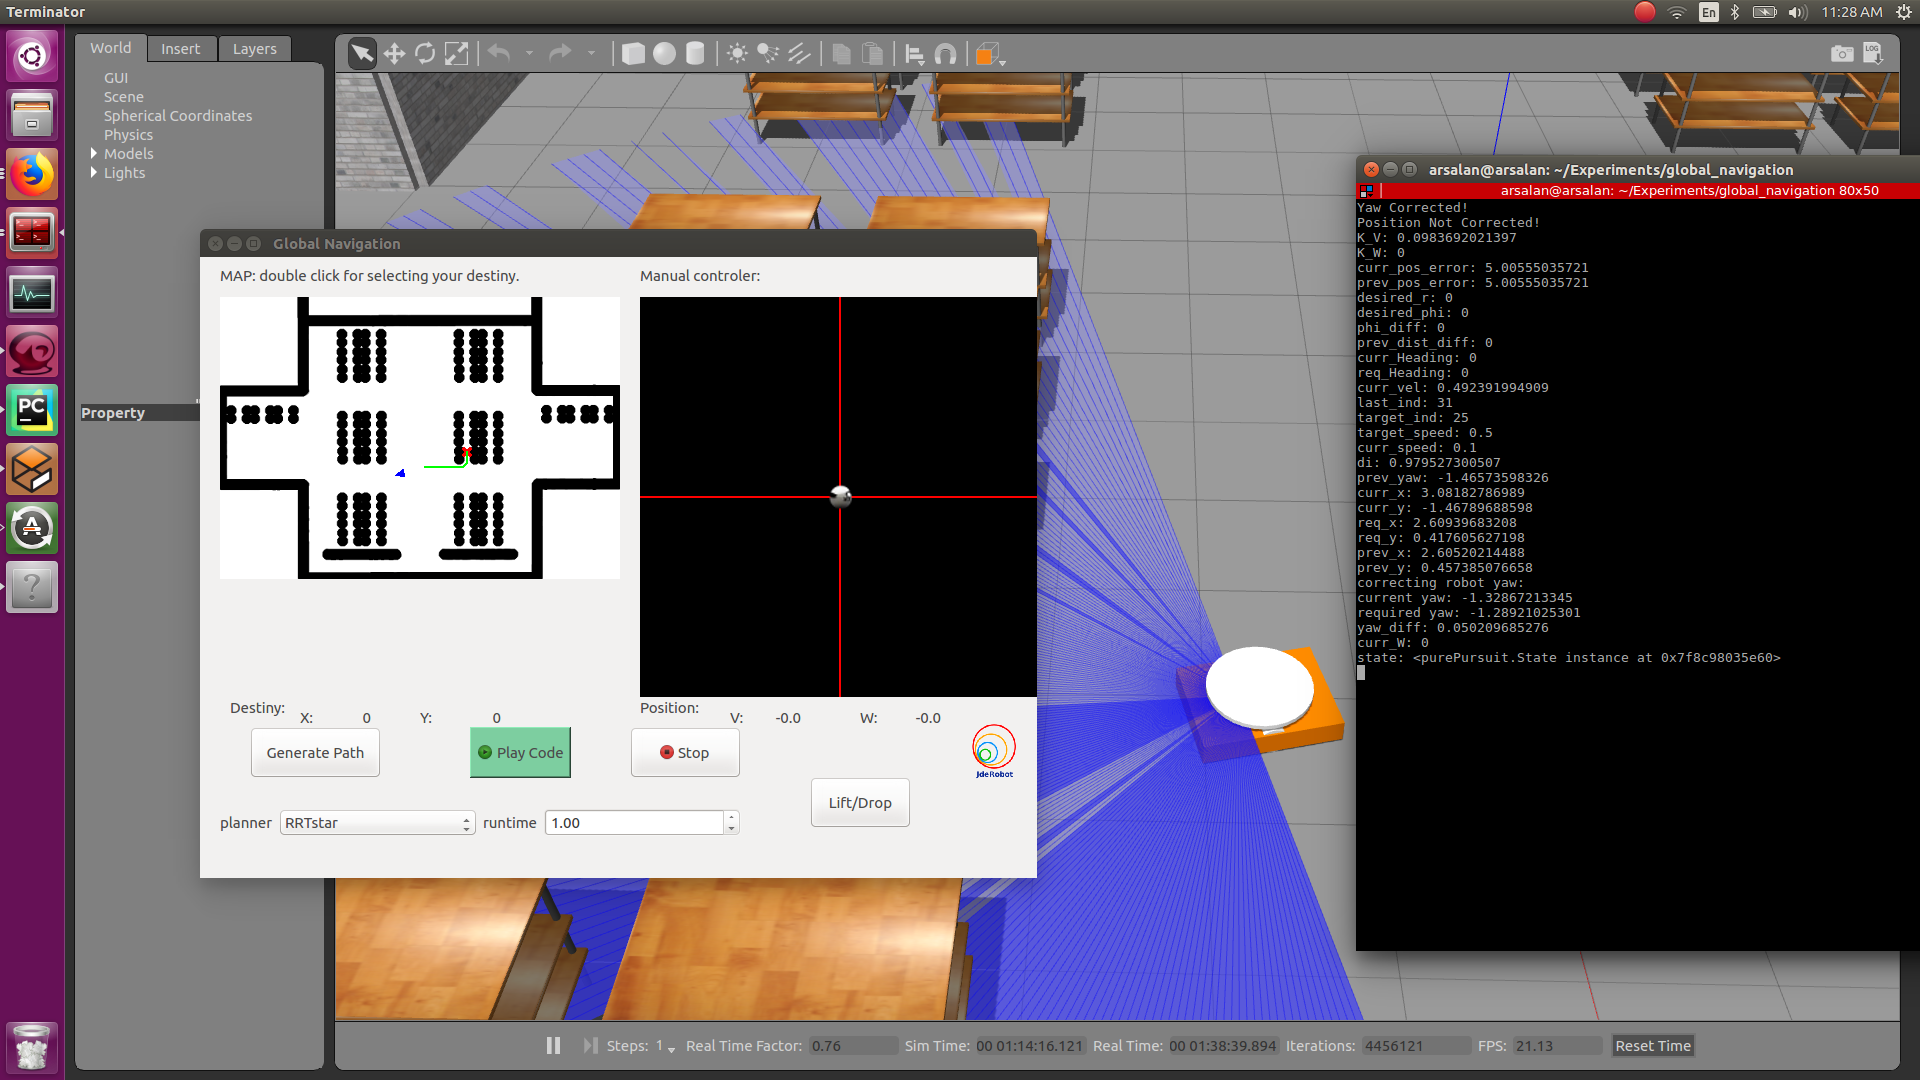 Terminator
En
11:28 AM
World
Insert
Layers
GUI
Scene
Spherical Coordinates
Physics
Models
Lights
Property
LOG
PC
A
?
Global Navigation
MAP: double click for selecting your destiny.
Manual controler:
Destiny:
X: 0 Y: 0
Position:
V: -0.0 W: -0.0
Generate Path
Play Code
Stop
JdeRobot
Lift/Drop
planner RRTstar runtime 1.00
arsalan@arsalan: ~/Experiments/global_navigation
arsalan@arsalan: ~/Experiments/global_navigation 80x50
Yaw Corrected!
Position Not Corrected!
K_V: 0.0983692021397
K_W: 0
curr_pos_error: 5.00555035721
prev_pos_error: 5.00555035721
desired_r: 0
desired_phi: 0
phi_diff: 0
prev_dist_diff: 0
curr_Heading: 0
req_Heading: 0
curr_vel: 0.492391994909
last_ind: 31
target_ind: 25
target_speed: 0.5
curr_speed: 0.1
di: 0.979527300507
prev_yaw: -1.46573598326
curr_x: 3.08182786989
curr_y: -1.46789688598
req_x: 2.60939683208
req_y: 0.417605627198
prev_x: 2.60520214488
prev_y: 0.457385076658
correcting robot yaw:
current yaw: -1.32867213345
required yaw: -1.28921025301
yaw_diff: 0.050209685276
curr_W: 0
state: <purePursuit.State instance at 0x7f8c98035e60>
Steps: 1 Real Time Factor: 0.76 Sim Time: 00 01:14:16.121 Real Time: 00 01:38:39.894 Iterations: 4456121 FPS: 21.13 Reset Time